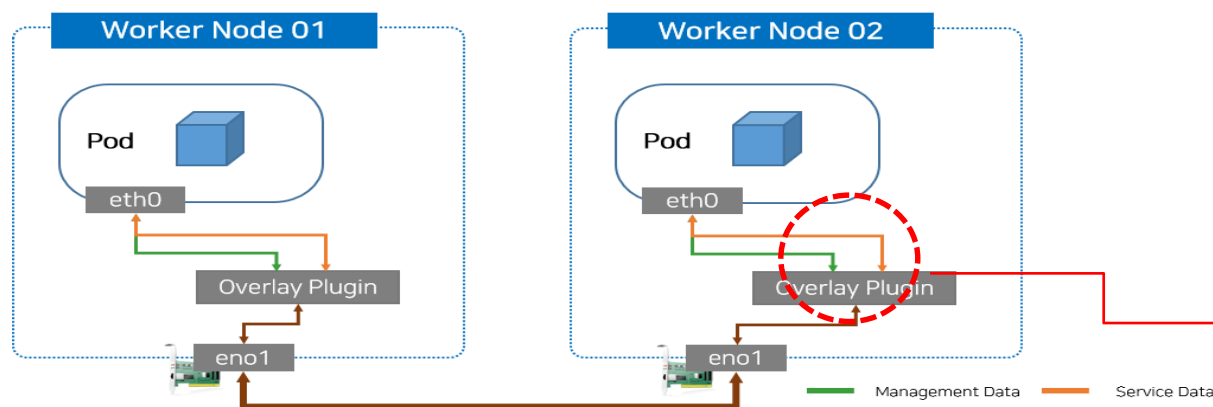 Worker Node 01
Worker Node 02
Pod
Pod
eth0
eth0
Overlay Plugin
Overlay Plugin
eno1
eno1
Management Data
Service Data